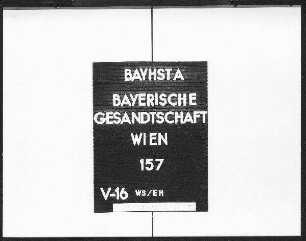 BAYHSTA
BAYERISCHE
GESANDTSCHAFT
WIEN
157
V-16 WS/EH